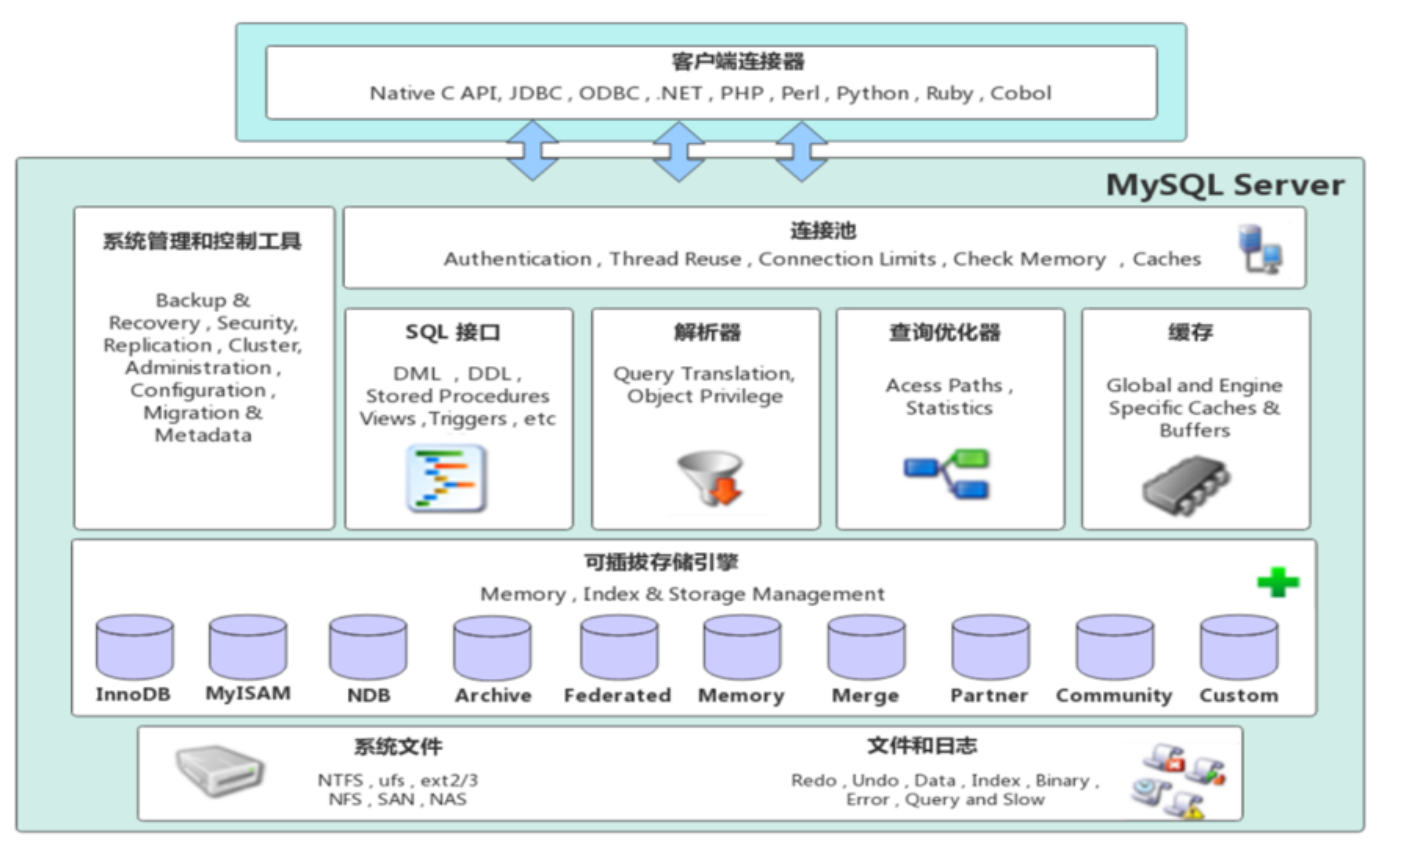 客户端连接器
Native C API, JDBC , ODBC , .NET , PHP , Perl , Python , Ruby , Cobol
MySQL Server
系统管理和控制工具
Backup &
Recovery , Security,
Replication , Cluster,
Administration ,
Configuration ,
Migration &
Metadata
连接池
Authentication , Thread Reuse , Connection Limits , Check Memory , Caches
SQL 接口
DML , DDL ,
Stored Procedures
Views ,Triggers , etc
解析器
Query Translation,
Object Privilege
查询优化器
Acess Paths ,
Statistics
缓存
Global and Engine
Specific Caches &
Buffers
可插拔存储引擎
Memory , Index & Storage Management
InnoDB
MyISAM
NDB
Archive
Federated
Memory
Merge
Partner
Community
Custom
系统文件
NTFS , ufs , ext2/3
NFS , SAN , NAS
文件和日志
Redo , Undo , Data , Index , Binary ,
Error , Query and Slow